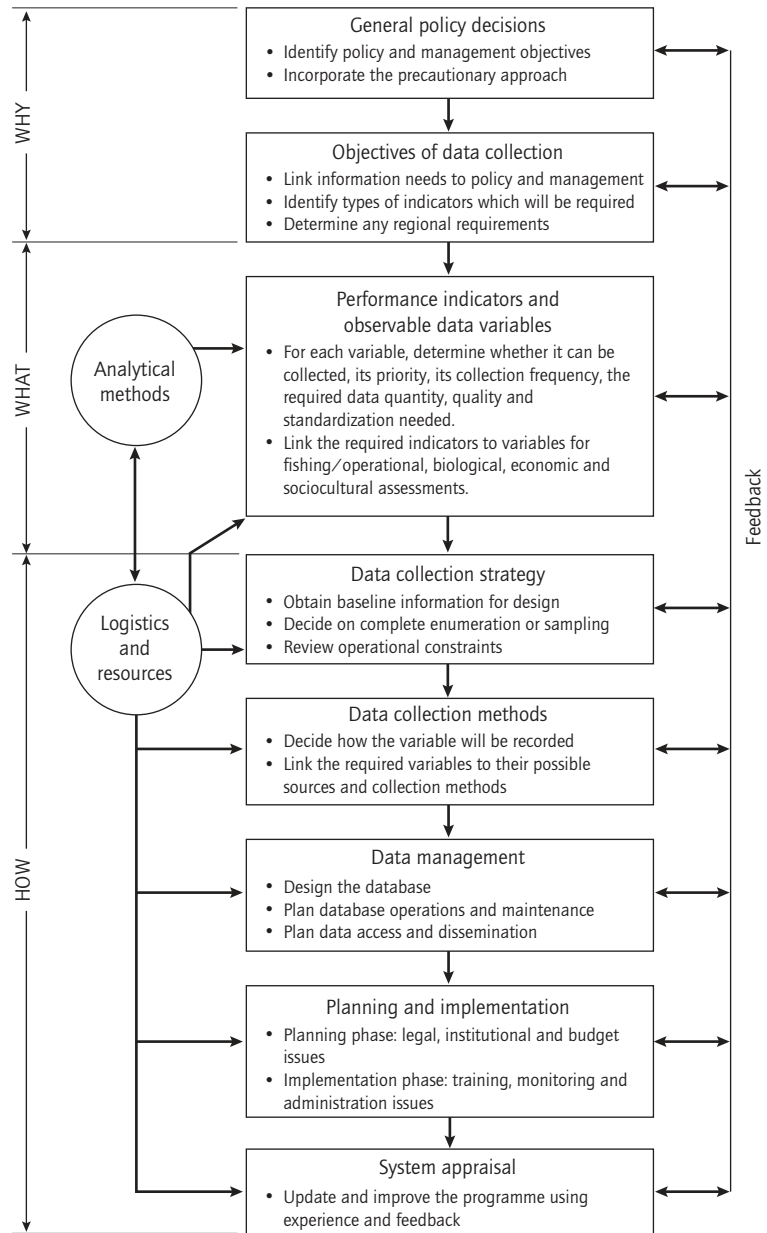 WHY
General policy decisions
• Identify policy and management objectives
• Incorporate the precautionary approach
Objectives of data collection
• Link information needs to policy and management
• Identify types of indicators which will be required
• Determine any regional requirements
WHAT
Analytical
methods
Performance indicators and
observable data variables
• For each variable, determine whether it can be
collected, its priority, its collection frequency, the
required data quantity, quality and
standardization needed.
• Link the required indicators to variables for
fishing/operational, biological, economic and
sociocultural assessments.
Feedback
HOW
Logistics
and
resources
Data collection strategy
• Obtain baseline information for design
• Decide on complete enumeration or sampling
• Review operational constraints
Data collection methods
• Decide how the variable will be recorded
• Link the required variables to their possible
sources and collection methods
Data management
• Design the database
• Plan database operations and maintenance
• Plan data access and dissemination
Planning and implementation
• Planning phase: legal, institutional and budget
issues
• Implementation phase: training, monitoring and
administration issues
System appraisal
• Update and improve the programme using
experience and feedback